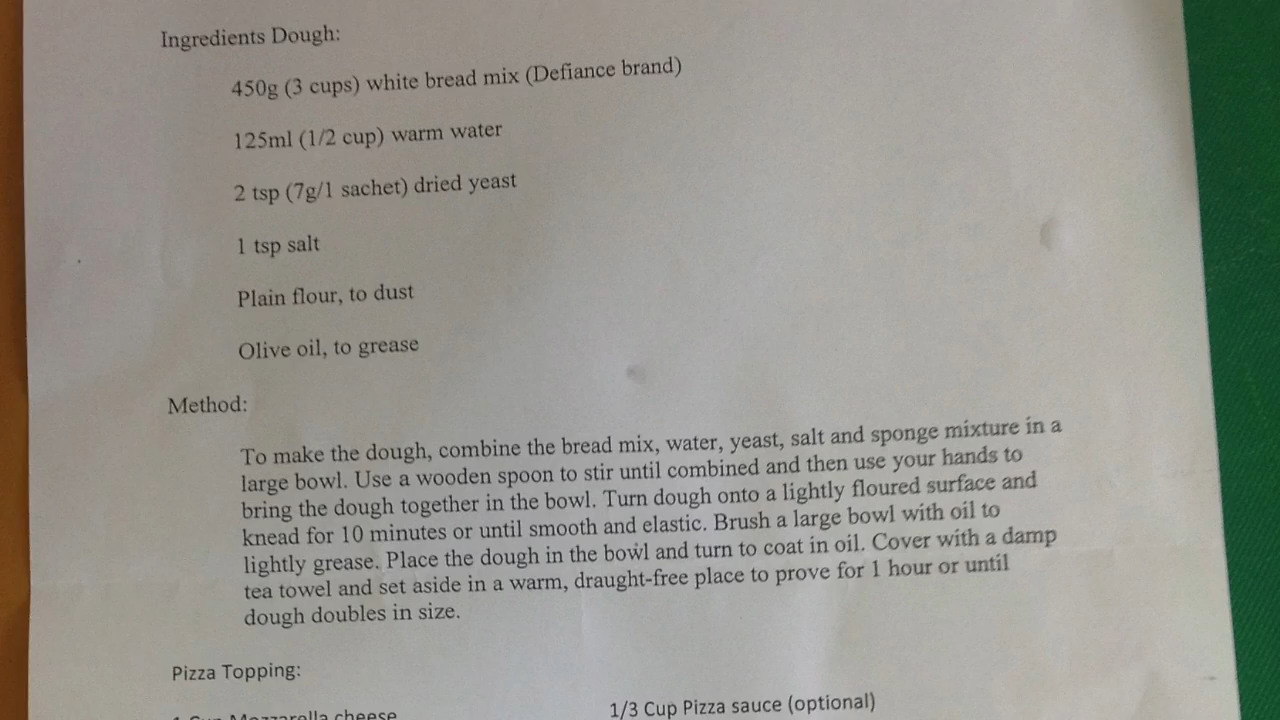 Ingredients Dough:
450g (3 cups) white bread mix (Defiance brand)
125ml (1/2 cup) warm water
2 tsp (7g/1 sachet) dried yeast
1 tsp salt
Plain flour, to dust
Olive oil, to grease
Method:
To make the dough, combine the bread mix, water, yeast, salt and sponge mixture in a
large bowl. Use a wooden spoon to stir until combined and then use your hands to
bring the dough together in the bowl. Turn dough onto a lightly floured surface and
knead for 10 minutes or until smooth and elastic. Brush a large bowl with oil to
lightly grease. Place the dough in the bowl and turn to coat in oil. Cover with a damp
tea towel and set aside in a warm, draught-free place to prove for 1 hour or until
dough doubles in size.
Pizza Topping:
1 Cup Mozzarella cheese
1/3 Cup Pizza sauce (optional)